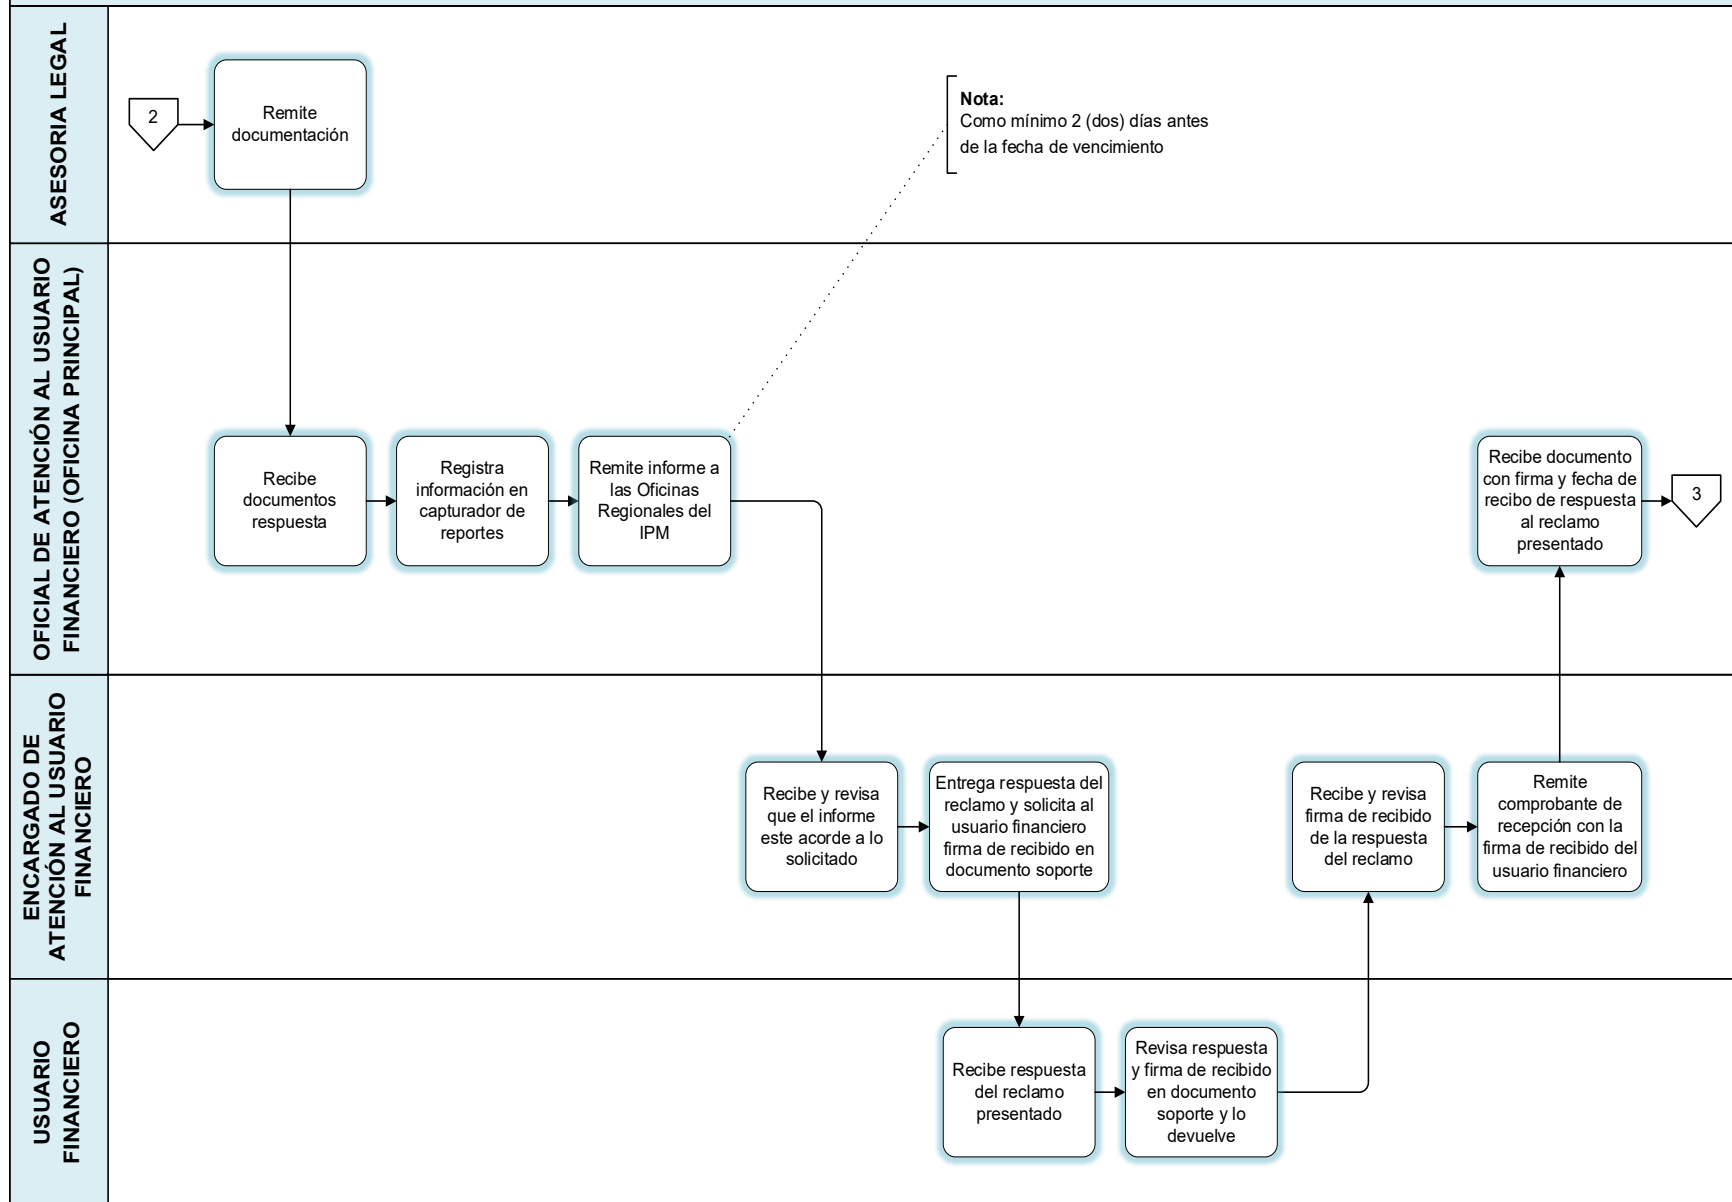 ASESORIA LEGAL
2
Remite
documentación
Nota:
Como mínimo 2 (dos) días antes
de la fecha de vencimiento
OFICIAL DE ATENCIÓN AL USUARIO
FINANCIERO (OFICINA PRINCIPAL)
Recibe
documentos
respuesta
Registra
información en
capturador de
reportes
Remite informe a
las Oficinas
Regionales del
IPM
Recibe documento
con firma y fecha de
recibo de respuesta
al reclamo
presentado
3
ENCARGADO DE
ATENCIÓN AL USUARIO
FINANCIERO
Recibe y revisa
que el informe
este acorde a lo
solicitado
Entrega respuesta del
reclamo y solicita al
usuario financiero
firma de recibido en
documento soporte
Recibe y revisa
firma de recibido
de la respuesta
del reclamo
Remite
comprobante de
recepción con la
firma de recibido del
usuario financiero
USUARIO
FINANCIERO
Recibe respuesta
del reclamo
presentado
Revisa respuesta
y firma de recibido
en documento
soporte y lo
devuelve